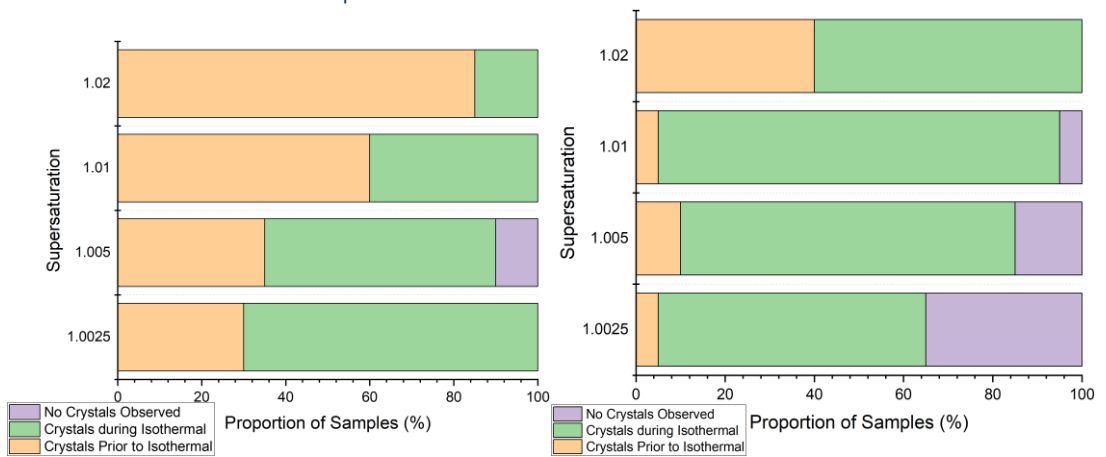 1.02
1.01
1.005
1.0025
Supersaturation
0 20 40 60 80 100
Proportion of Samples (%)
No Crystals Observed
Crystals during Isothermal
Crystals Prior to Isothermal
1.02
1.01
1.005
1.0025
Supersaturation
0 20 40 60 80 100
Proportion of Samples (%)
No Crystals Observed
Crystals during Isothermal
Crystals Prior to Isothermal